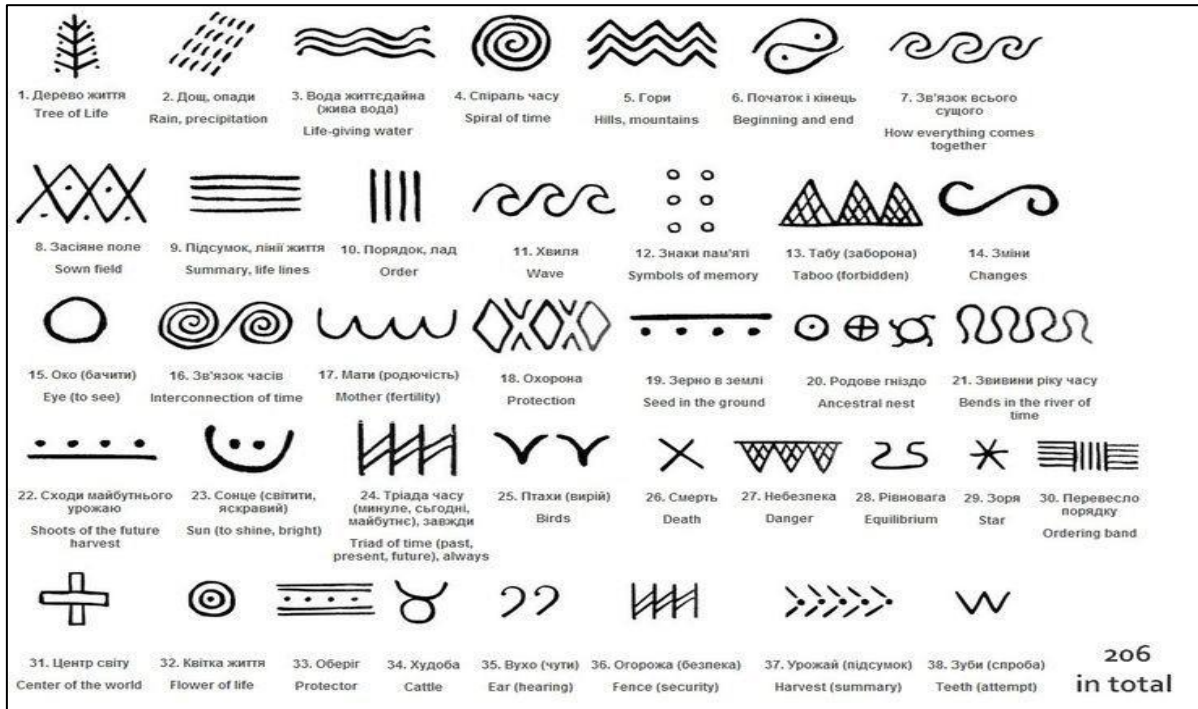 1. Дерево життя
Tree of Life
2. Дощ, опади
Rain, precipitation
3. Вода життєдайна
(жива вода)
Life-giving water
4. Спіраль часу
Spiral of time
5. Гори
Hills, mountains
6. Початок і кінець
Beginning and end
7. Зв'язок всього
сущого
How everything comes
together
8. Засіяне поле
Sown field
9. Підсумок, лінії життя
Summary, life lines
10. Порядок, лад
Order
11. Хвиля
Wave
12. Знаки пам'яті
Symbols of memory
13. Табу (заборона)
Taboo (forbidden)
14. Зміни
Changes
15. Око (бачити)
Eye (to see)
16. Зв'язок часів
Interconnection of time
17. Мати (родючість)
Mother (fertility)
18. Охорона
Protection
19. Зерно в землі
Seed in the ground
20. Родове гніздо
Ancestral nest
21. Звивини ріку часу
Bends in the river of
time
22. Сходи майбутнього
урожаю
Shoots of the future
harvest
23. Сонце (світити,
яскравий)
Sun (to shine, bright)
24. Тріада часу
(минуле, сьогодні,
майбутнє), завжди
Triad of time (past,
present, future), always
25. Птахи (вирій)
Birds
26. Смерть
Death
27. Небезпека
Danger
28. Рівновага
Equilibrium
29. Зоря
Star
30. Перевесло
порядку
Ordering band
31. Центр світу
Center of the world
32. Квітка життя
Flower of life
33. Оберіг
Protector
34. Худоба
Cattle
35. Вухо (чути)
Ear (hearing)
36. Огорожа (безпека)
Fence (security)
37. Урожай (підсумок)
Harvest (summary)
38. Зуби (спроба)
Teeth (attempt)
206
in total